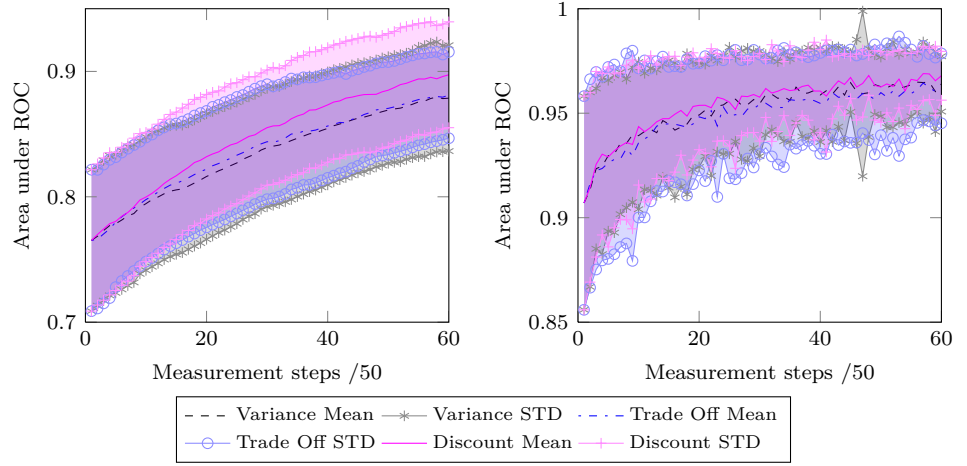 0.9
0.8
0.7
0 20 40 60
Area under ROC
Measurement steps /50
1
0.95
0.9
0.85
0 20 40 60
Area under ROC
Measurement steps /50
Variance Mean Variance STD Trade Off Mean
Trade Off STD Discount Mean Discount STD